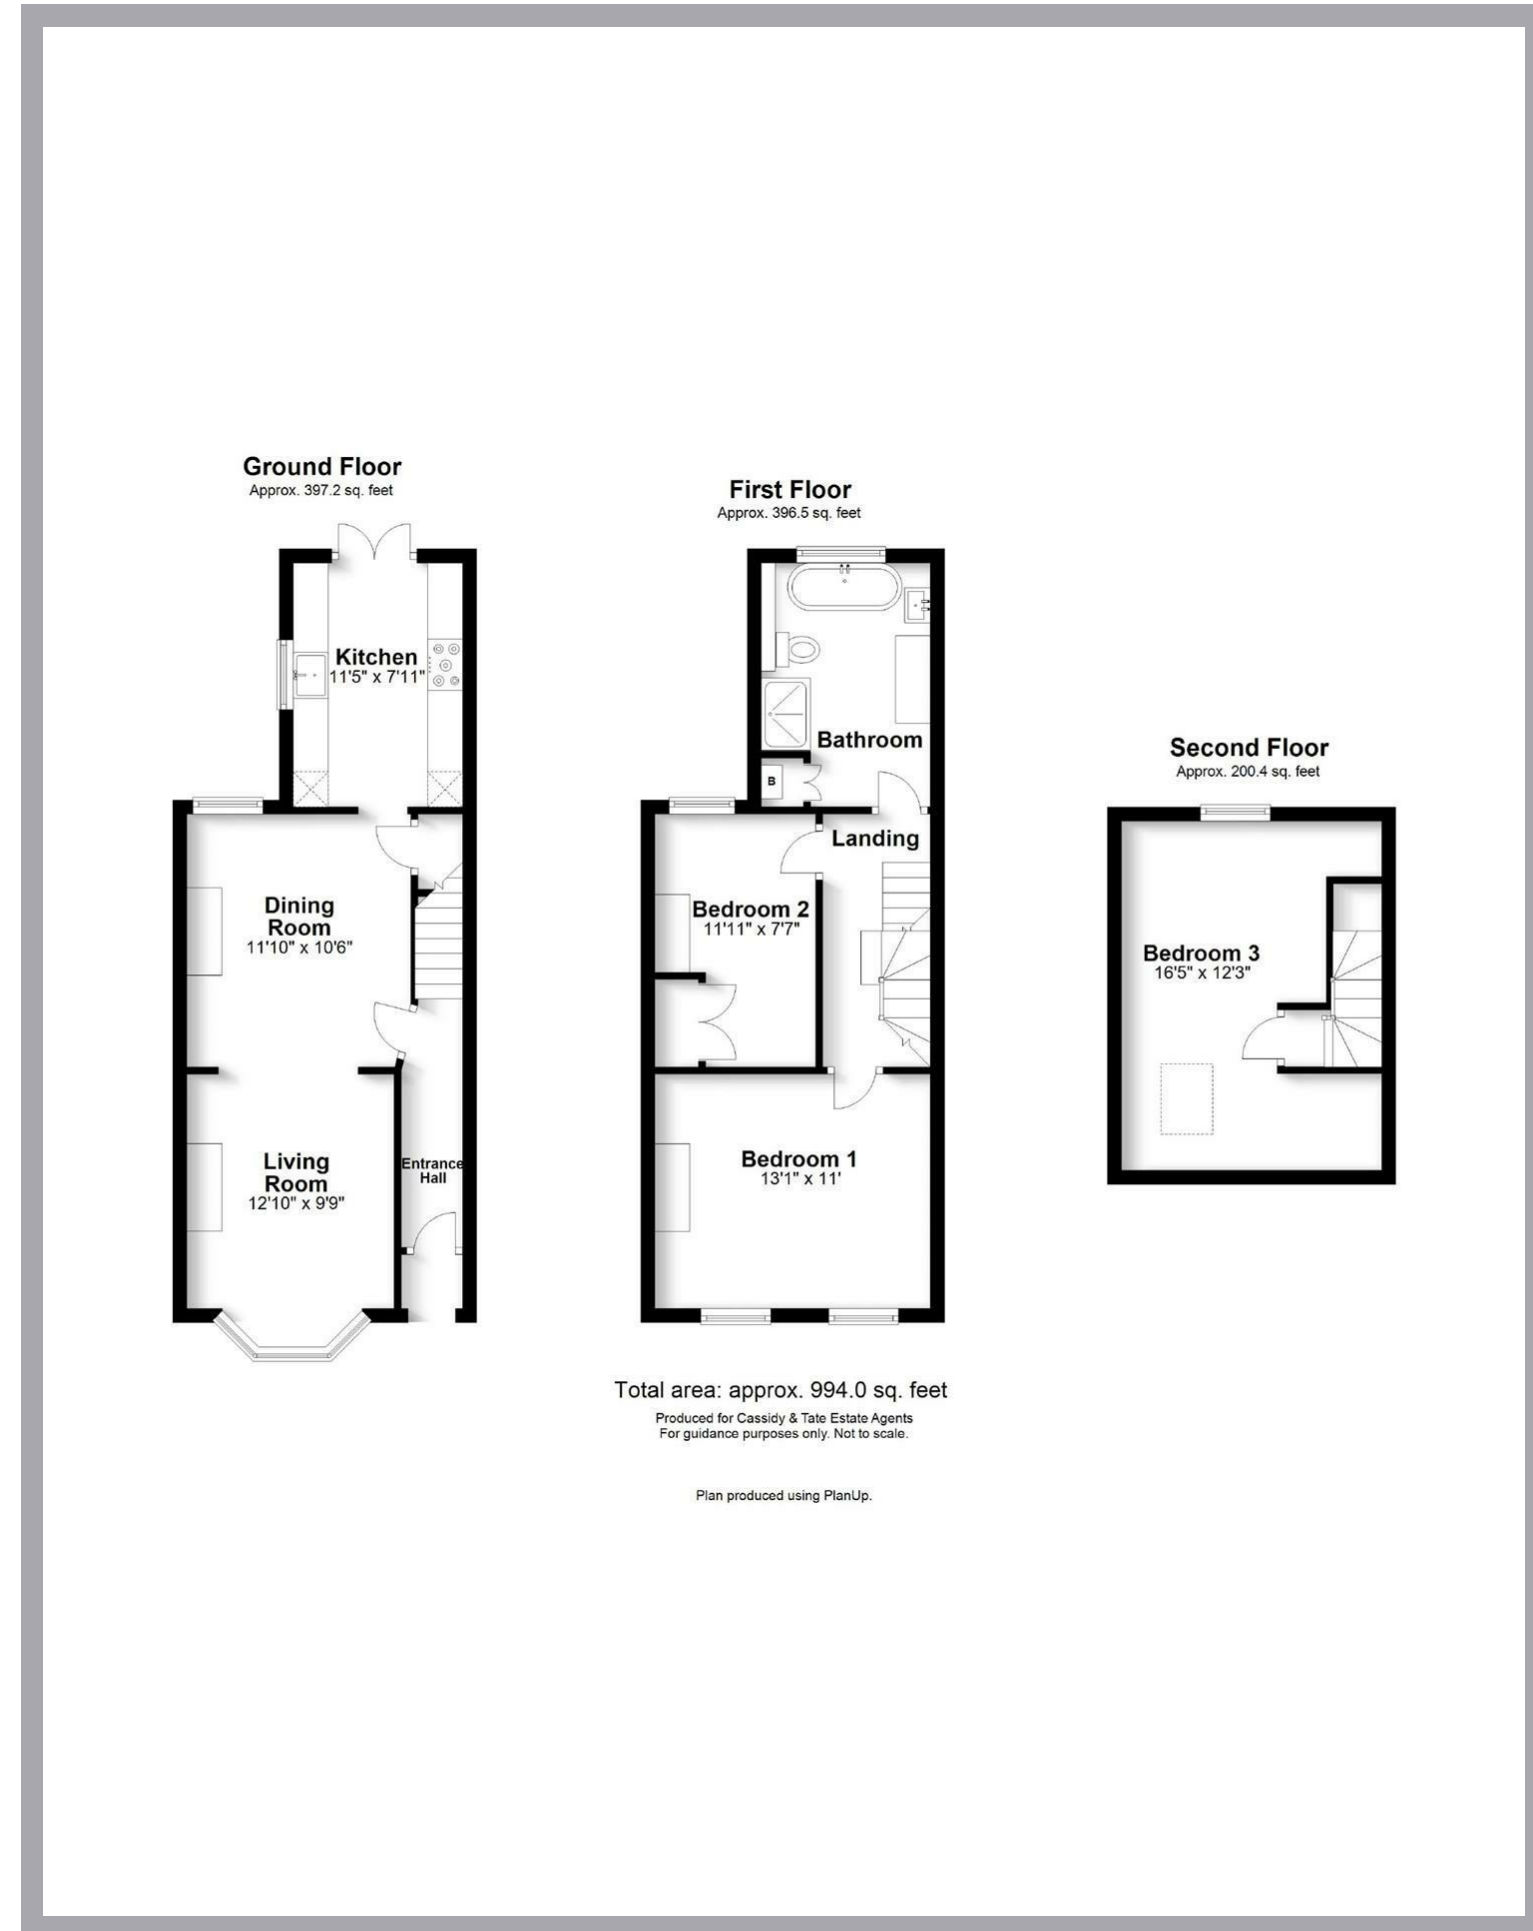 Ground Floor
Approx. 397.2 sq. feet
Kitchen
11'5" x 7'11"
Dining
Room
11'10" x 10'6"
Living
Room
12'10" x 9'9"
Entrance
Hall
First Floor
Approx. 396.5 sq. feet
Bathroom
B
Landing
Bedroom 2
11'11" x 7'7"
Bedroom 1
13'1" x 11'
Second Floor
Approx. 200.4 sq. feet
Bedroom 3
16'5" x 12'3"
Total area: approx. 994.0 sq. feet
Produced for Cassidy & Tate Estate Agents
For guidance purposes only. Not to scale.
Plan produced using PlanUp.